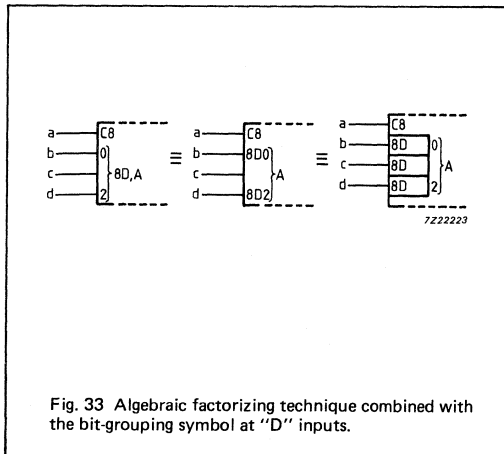 a C8 a C8 a C8
b 0 b 8D0 b 8D 0
c 8D,A ≡ c A ≡ c 8D A
d 2 d 8D2 d 8D 2
7Z22223
Fig. 33 Algebraic factorizing technique combined with
the bit-grouping symbol at "D" inputs.